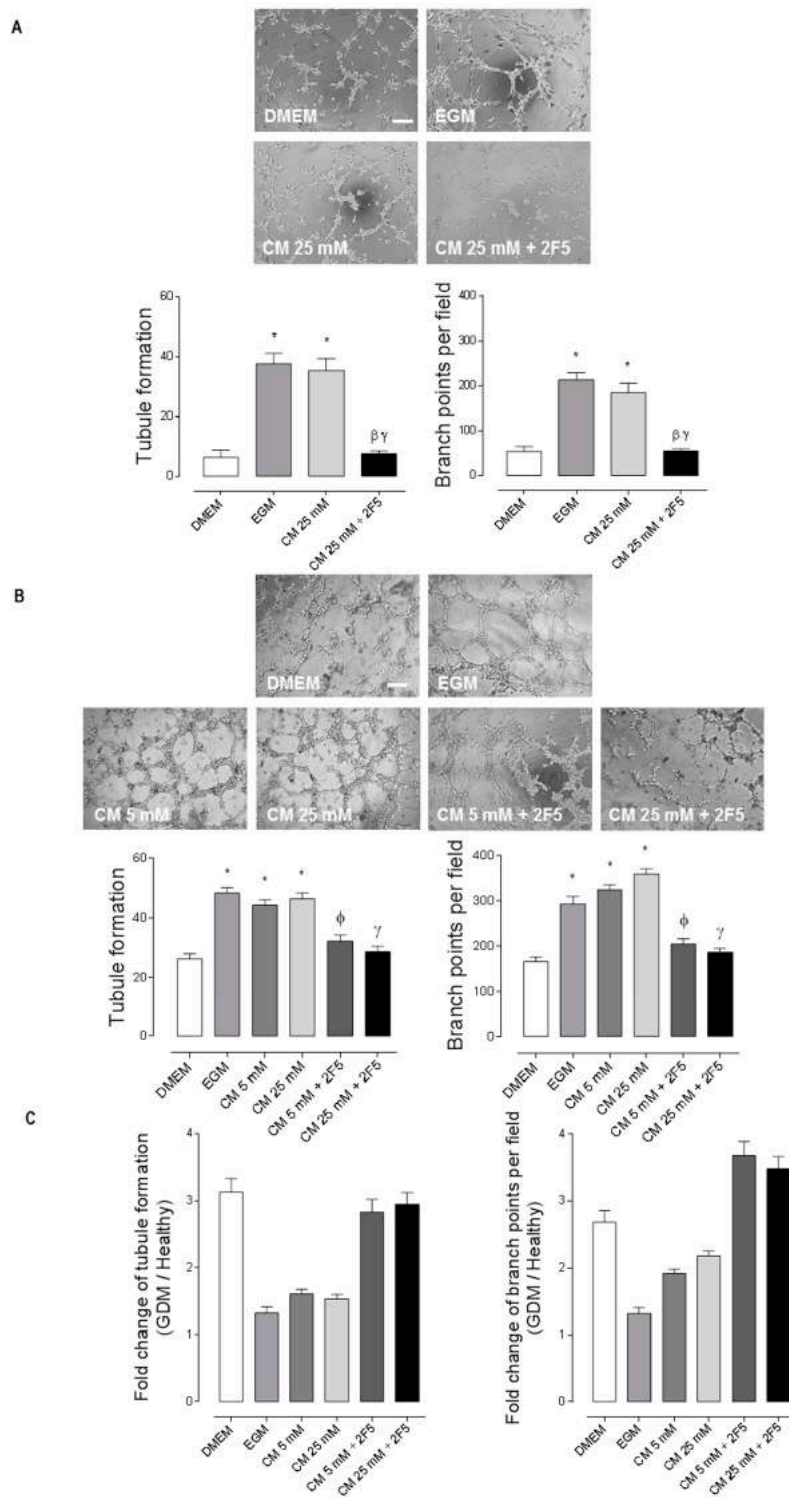 A
DMEM
EGM
CM 25 mM
CM 25 mM + 2F5
Tubule formation
60
40
20
0
*
*
β γ
DMEM
EGM
CM 25 mM
CM 25 mM + 2F5
Branch points per field
400
300
200
100
0
*
*
β γ
DMEM
EGM
CM 25 mM
CM 25 mM + 2F5
B
DMEM
EGM
CM 5 mM
CM 25 mM
CM 5 mM + 2F5
CM 25 mM + 2F5
Tubule formation
60
40
20
0
*
*
*
ϕ
γ
DMEM
EGM
CM 5 mM
CM 25 mM
CM 5 mM + 2F5
CM 25 mM + 2F5
Branch points per field
400
300
200
100
0
*
*
*
ϕ
γ
DMEM
EGM
CM 5 mM
CM 25 mM
CM 5 mM + 2F5
CM 25 mM + 2F5
C
Fold change of tubule formation
(GDM / Healthy)
4
3
2
1
0
DMEM
EGM
CM 5 mM
CM 25 mM
CM 5 mM + 2F5
CM 25 mM + 2F5
Fold change of branch points per field
(GDM / Healthy)
4
3
2
1
0
DMEM
EGM
CM 5 mM
CM 25 mM
CM 5 mM + 2F5
CM 25 mM + 2F5